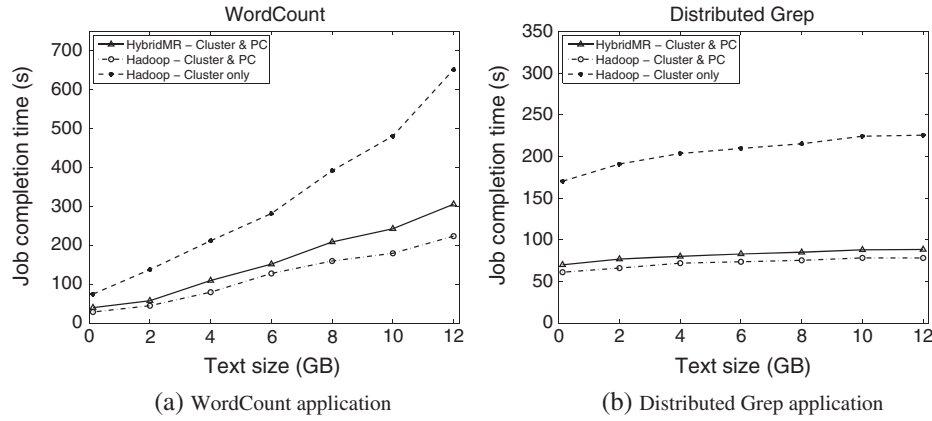 WordCount
HybridMR – Cluster & PC
Hadoop – Cluster & PC
Hadoop – Cluster only
Job completion time (s)
700
600
500
400
300
200
100
0
0 2 4 6 8 10 12
Text size (GB)
(a) WordCount application
Distributed Grep
HybridMR – Cluster & PC
Hadoop – Cluster & PC
Hadoop – Cluster only
Job completion time (s)
350
300
250
200
150
100
50
0
0 2 4 6 8 10 12
Text size (GB)
(b) Distributed Grep application